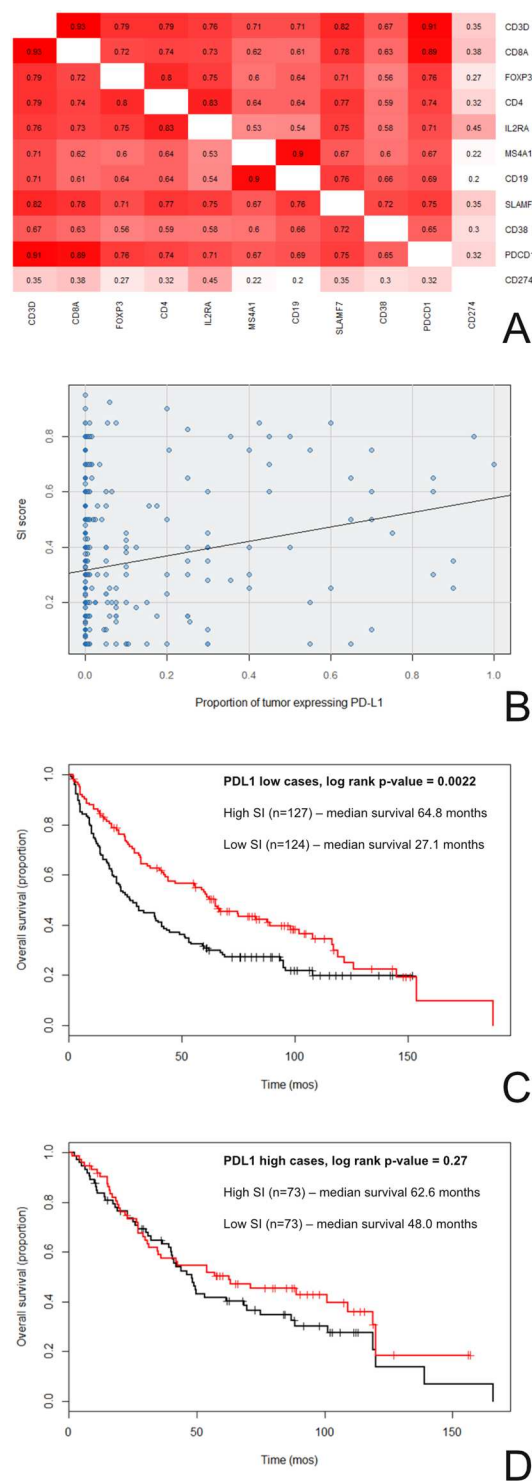 0.93 0.79 0.79 0.76 0.71 0.71 0.82 0.67 0.91 0.35 CD3D
0.93 0.72 0.74 0.73 0.62 0.61 0.78 0.63 0.89 0.38 CD8A
0.79 0.72 0.8 0.75 0.6 0.64 0.71 0.56 0.76 0.27 FOXP3
0.79 0.74 0.8 0.83 0.64 0.64 0.77 0.59 0.74 0.32 CD4
0.76 0.73 0.75 0.83 0.53 0.54 0.75 0.58 0.71 0.45 IL2RA
0.71 0.62 0.6 0.64 0.53 0.9 0.67 0.6 0.67 0.22 MS4A1
0.71 0.61 0.64 0.64 0.54 0.9 0.76 0.66 0.69 0.2 CD19
0.82 0.78 0.71 0.77 0.75 0.67 0.76 0.72 0.75 0.35 SLAMF
0.67 0.63 0.56 0.59 0.58 0.6 0.66 0.72 0.65 0.3 CD38
0.91 0.89 0.76 0.74 0.71 0.67 0.69 0.75 0.65 0.32 PDCD1
0.35 0.38 0.27 0.32 0.45 0.22 0.2 0.35 0.3 0.32 CD274
CD3D CD8A FOXP3 CD4 IL2RA MS4A1 CD19 SLAMF7 CD38 PDCD1 CD274
A
SI score
0.8
0.6
0.4
0.2
0.0 0.2 0.4 0.6 0.8 1.0
Proportion of tumor expressing PD-L1
B
Overall survival (proportion)
1.0
0.8
0.6
0.4
0.2
0.0
PDL1 low cases, log rank p-value = 0.0022
High SI (n=127) – median survival 64.8 months
Low SI (n=124) – median survival 27.1 months
0 50 100 150
Time (mos)
C
Overall survival (proportion)
1.0
0.8
0.6
0.4
0.2
0.0
PDL1 high cases, log rank p-value = 0.27
High SI (n=73) – median survival 62.6 months
Low SI (n=73) – median survival 48.0 months
0 50 100 150
Time (mos)
D